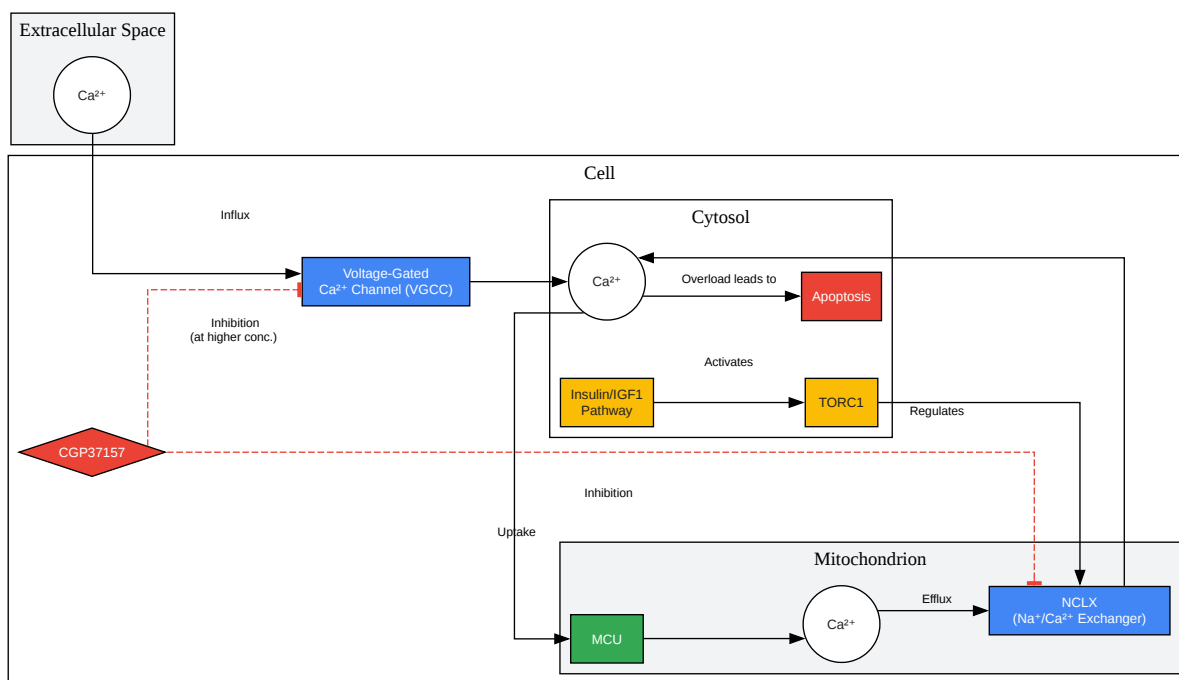 Extracellular Space
Ca²⁺
Cell
Influx
Cytosol
Voltage-Gated
Ca²⁺ Channel (VGCC)
Ca²⁺
Overload leads to
Apoptosis
Inhibition
(at higher conc.)
Activates
Insulin/IGF1
Pathway
TORC1
Regulates
CGP37157
Inhibition
Uptake
Mitochondrion
MCU
Ca²⁺
Efflux
NCLX
(Na⁺/Ca²⁺ Exchanger)